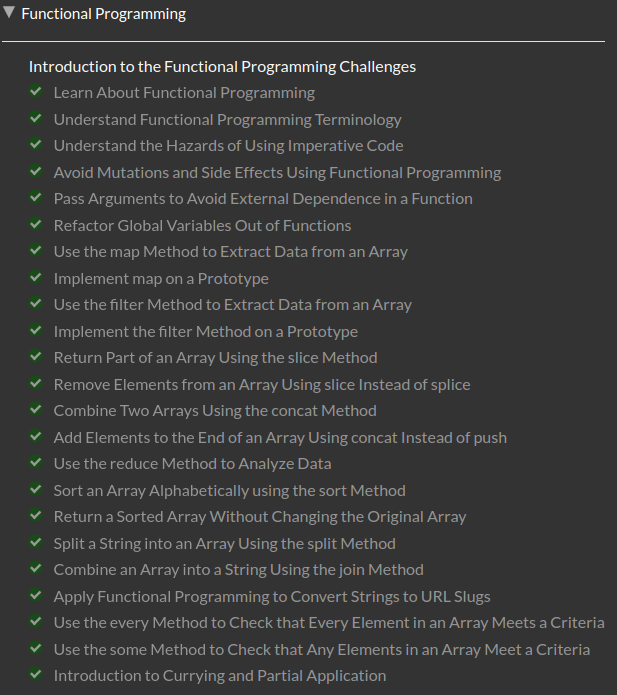 Functional Programming
Introduction to the Functional Programming Challenges
Learn About Functional Programming
Understand Functional Programming Terminology
Understand the Hazards of Using Imperative Code
Avoid Mutations and Side Effects Using Functional Programming
Pass Arguments to Avoid External Dependence in a Function
Refactor Global Variables Out of Functions
Use the map Method to Extract Data from an Array
Implement map on a Prototype
Use the filter Method to Extract Data from an Array
Implement the filter Method on a Prototype
Return Part of an Array Using the slice Method
Remove Elements from an Array Using slice Instead of splice
Combine Two Arrays Using the concat Method
Add Elements to the End of an Array Using concat Instead of push
Use the reduce Method to Analyze Data
Sort an Array Alphabetically using the sort Method
Return a Sorted Array Without Changing the Original Array
Split a String into an Array Using the split Method
Combine an Array into a String Using the join Method
Apply Functional Programming to Convert Strings to URL Slugs
Use the every Method to Check that Every Element in an Array Meets a Criteria
Use the some Method to Check that Any Elements in an Array Meet a Criteria
Introduction to Currying and Partial Application